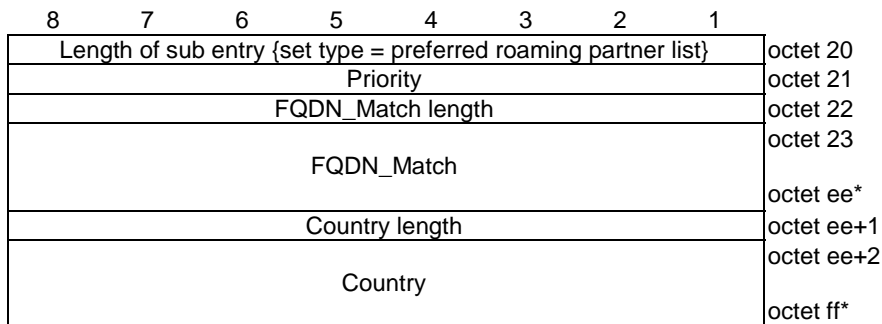 8 7 6 5 4 3 2 1
Length of sub entry {set type = preferred roaming partner list} octet 20
Priority octet 21
FQDN_Match length octet 22
octet 23
FQDN_Match
octet ee*
Country length octet ee+1
octet ee+2
Country
octet ff*